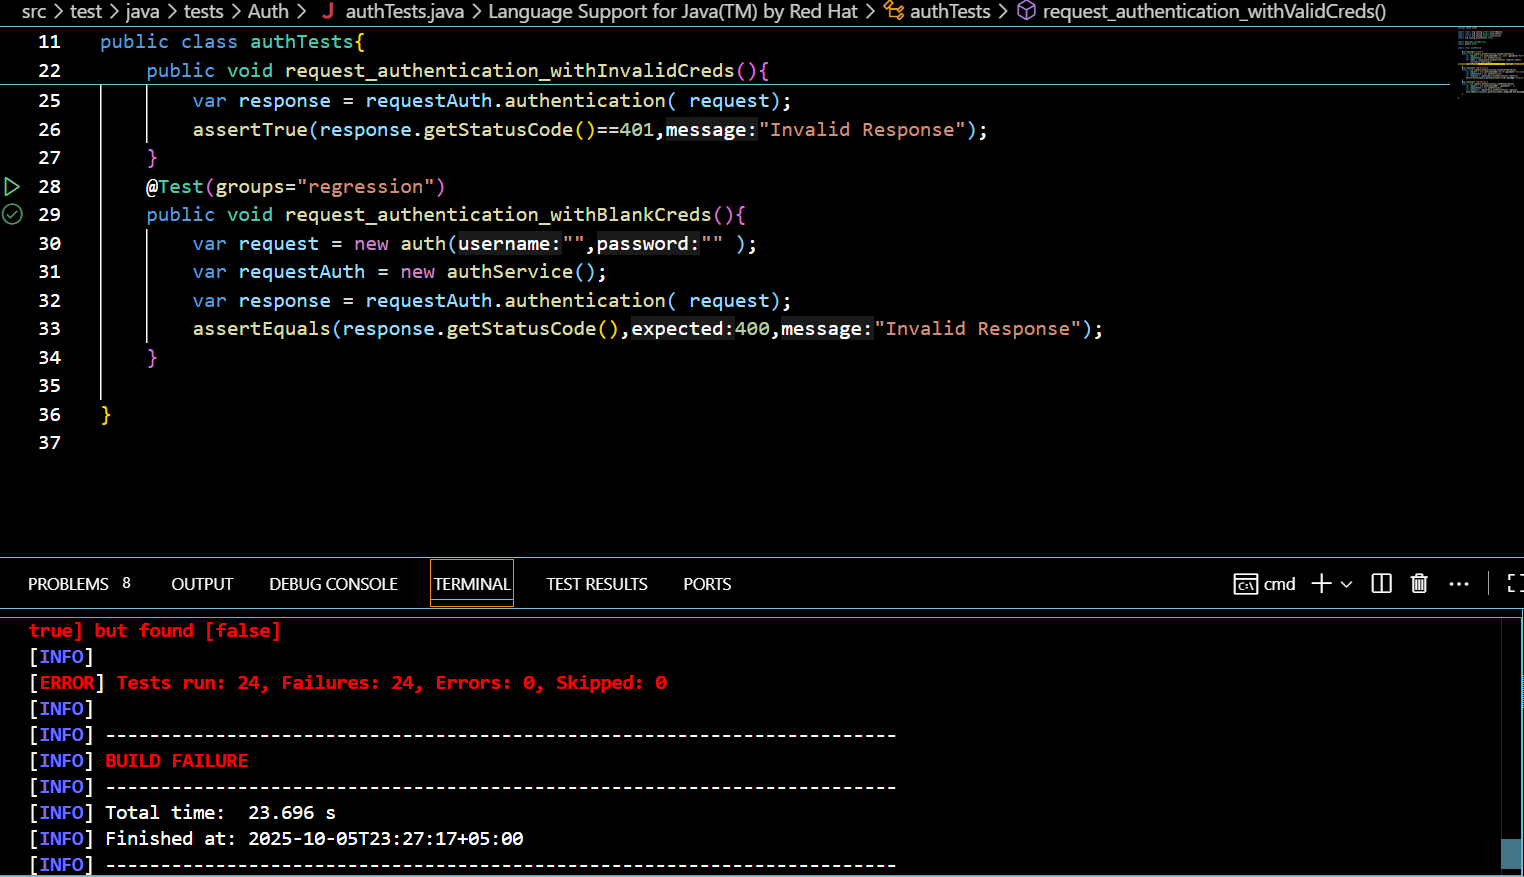 src > test > java > tests > Auth > J authTests.java > Language Support for Java(TM) by Red Hat > authTests > request_authentication_withValidCreds()
11 public class authTests{
22 public void request_authentication_withInvalidCreds(){
25 var response = requestAuth.authentication( request);
26 assertTrue(response.getStatusCode()==401,message:"Invalid Response");
27 }
28 @Test(groups="regression")
29 public void request_authentication_withBlankCreds(){
30 var request = new auth(username:"",password:"" );
31 var requestAuth = new authService();
32 var response = requestAuth.authentication( request);
33 assertEquals(response.getStatusCode(),expected:400,message:"Invalid Response");
34 }
35
36 }
37
PROBLEMS 8 OUTPUT DEBUG CONSOLE TERMINAL TEST RESULTS PORTS cmd
true] but found [false]
[INFO]
[ERROR] Tests run: 24, Failures: 24, Errors: 0, Skipped: 0
[INFO]
[INFO] ------------------------------------------------------------------------
[INFO] BUILD FAILURE
[INFO] ------------------------------------------------------------------------
[INFO] Total time:  23.696 s
[INFO] Finished at: 2025-10-05T23:27:17+05:00
[INFO] ------------------------------------------------------------------------